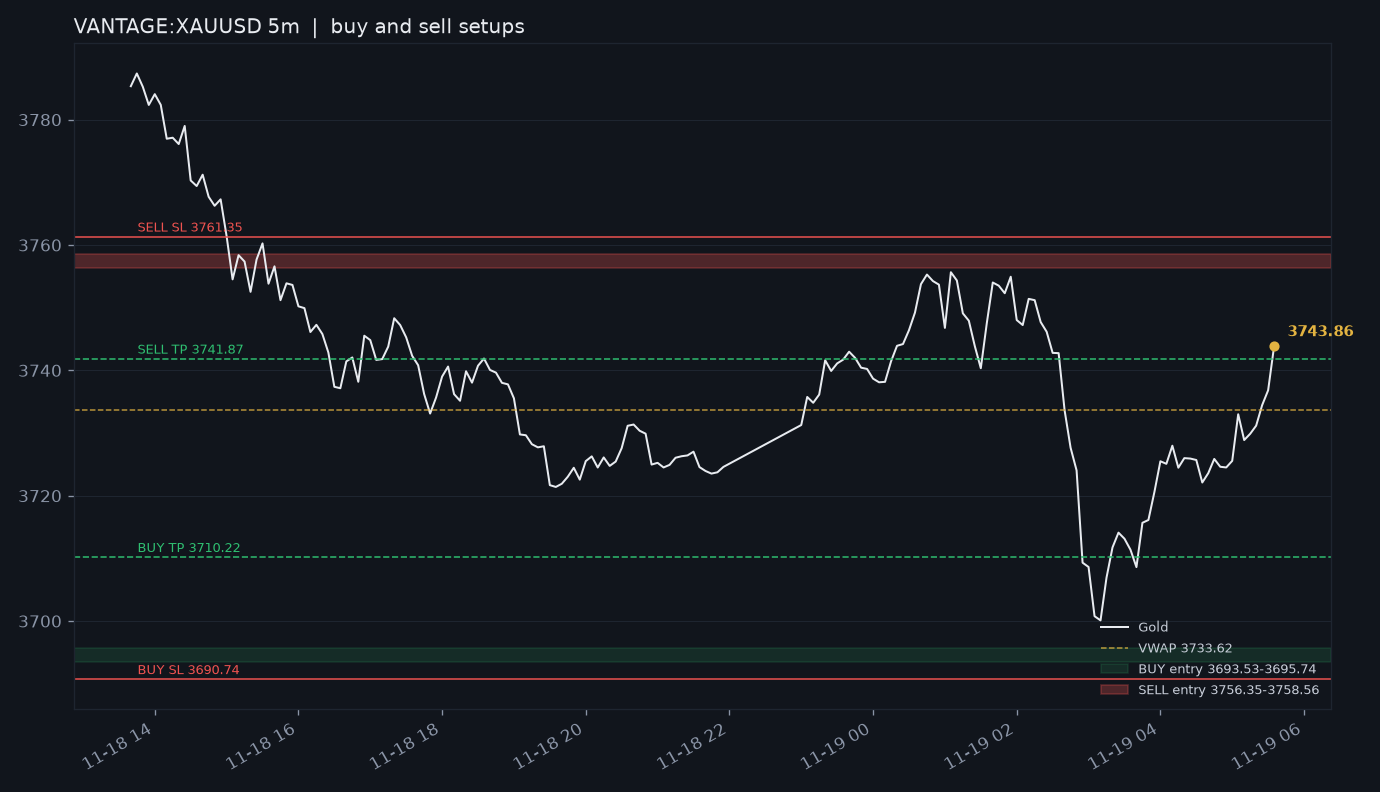 VANTAGE:XAUUSD 5m | buy and sell setups
3780
SELL SL 3761.35
3760
SELL TP 3741.87
3743.86
3740
3720
BUY TP 3710.22
3700
Gold
VWAP 3733.62
BUY SL 3690.74
BUY entry 3693.53-3695.74
SELL entry 3756.35-3758.56
11-18 14
11-18 16
11-18 18
11-18 20
11-18 22
11-19 00
11-19 02
11-19 04
11-19 06